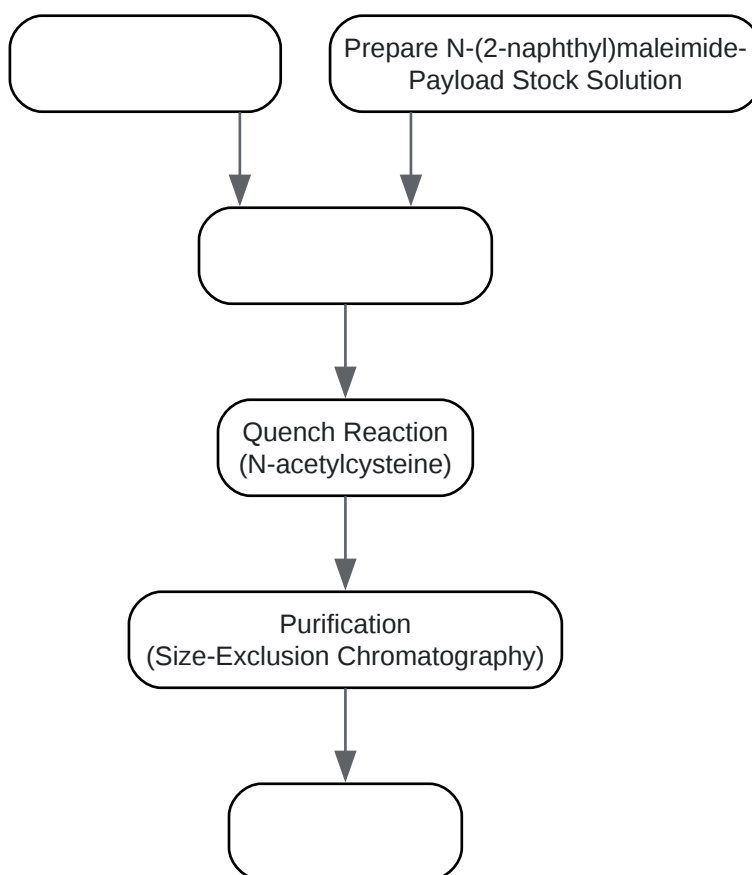 Prepare N-(2-naphthyl)maleimide-
Payload Stock Solution
Quench Reaction
(N-acetylcysteine)
Purification
(Size-Exclusion Chromatography)